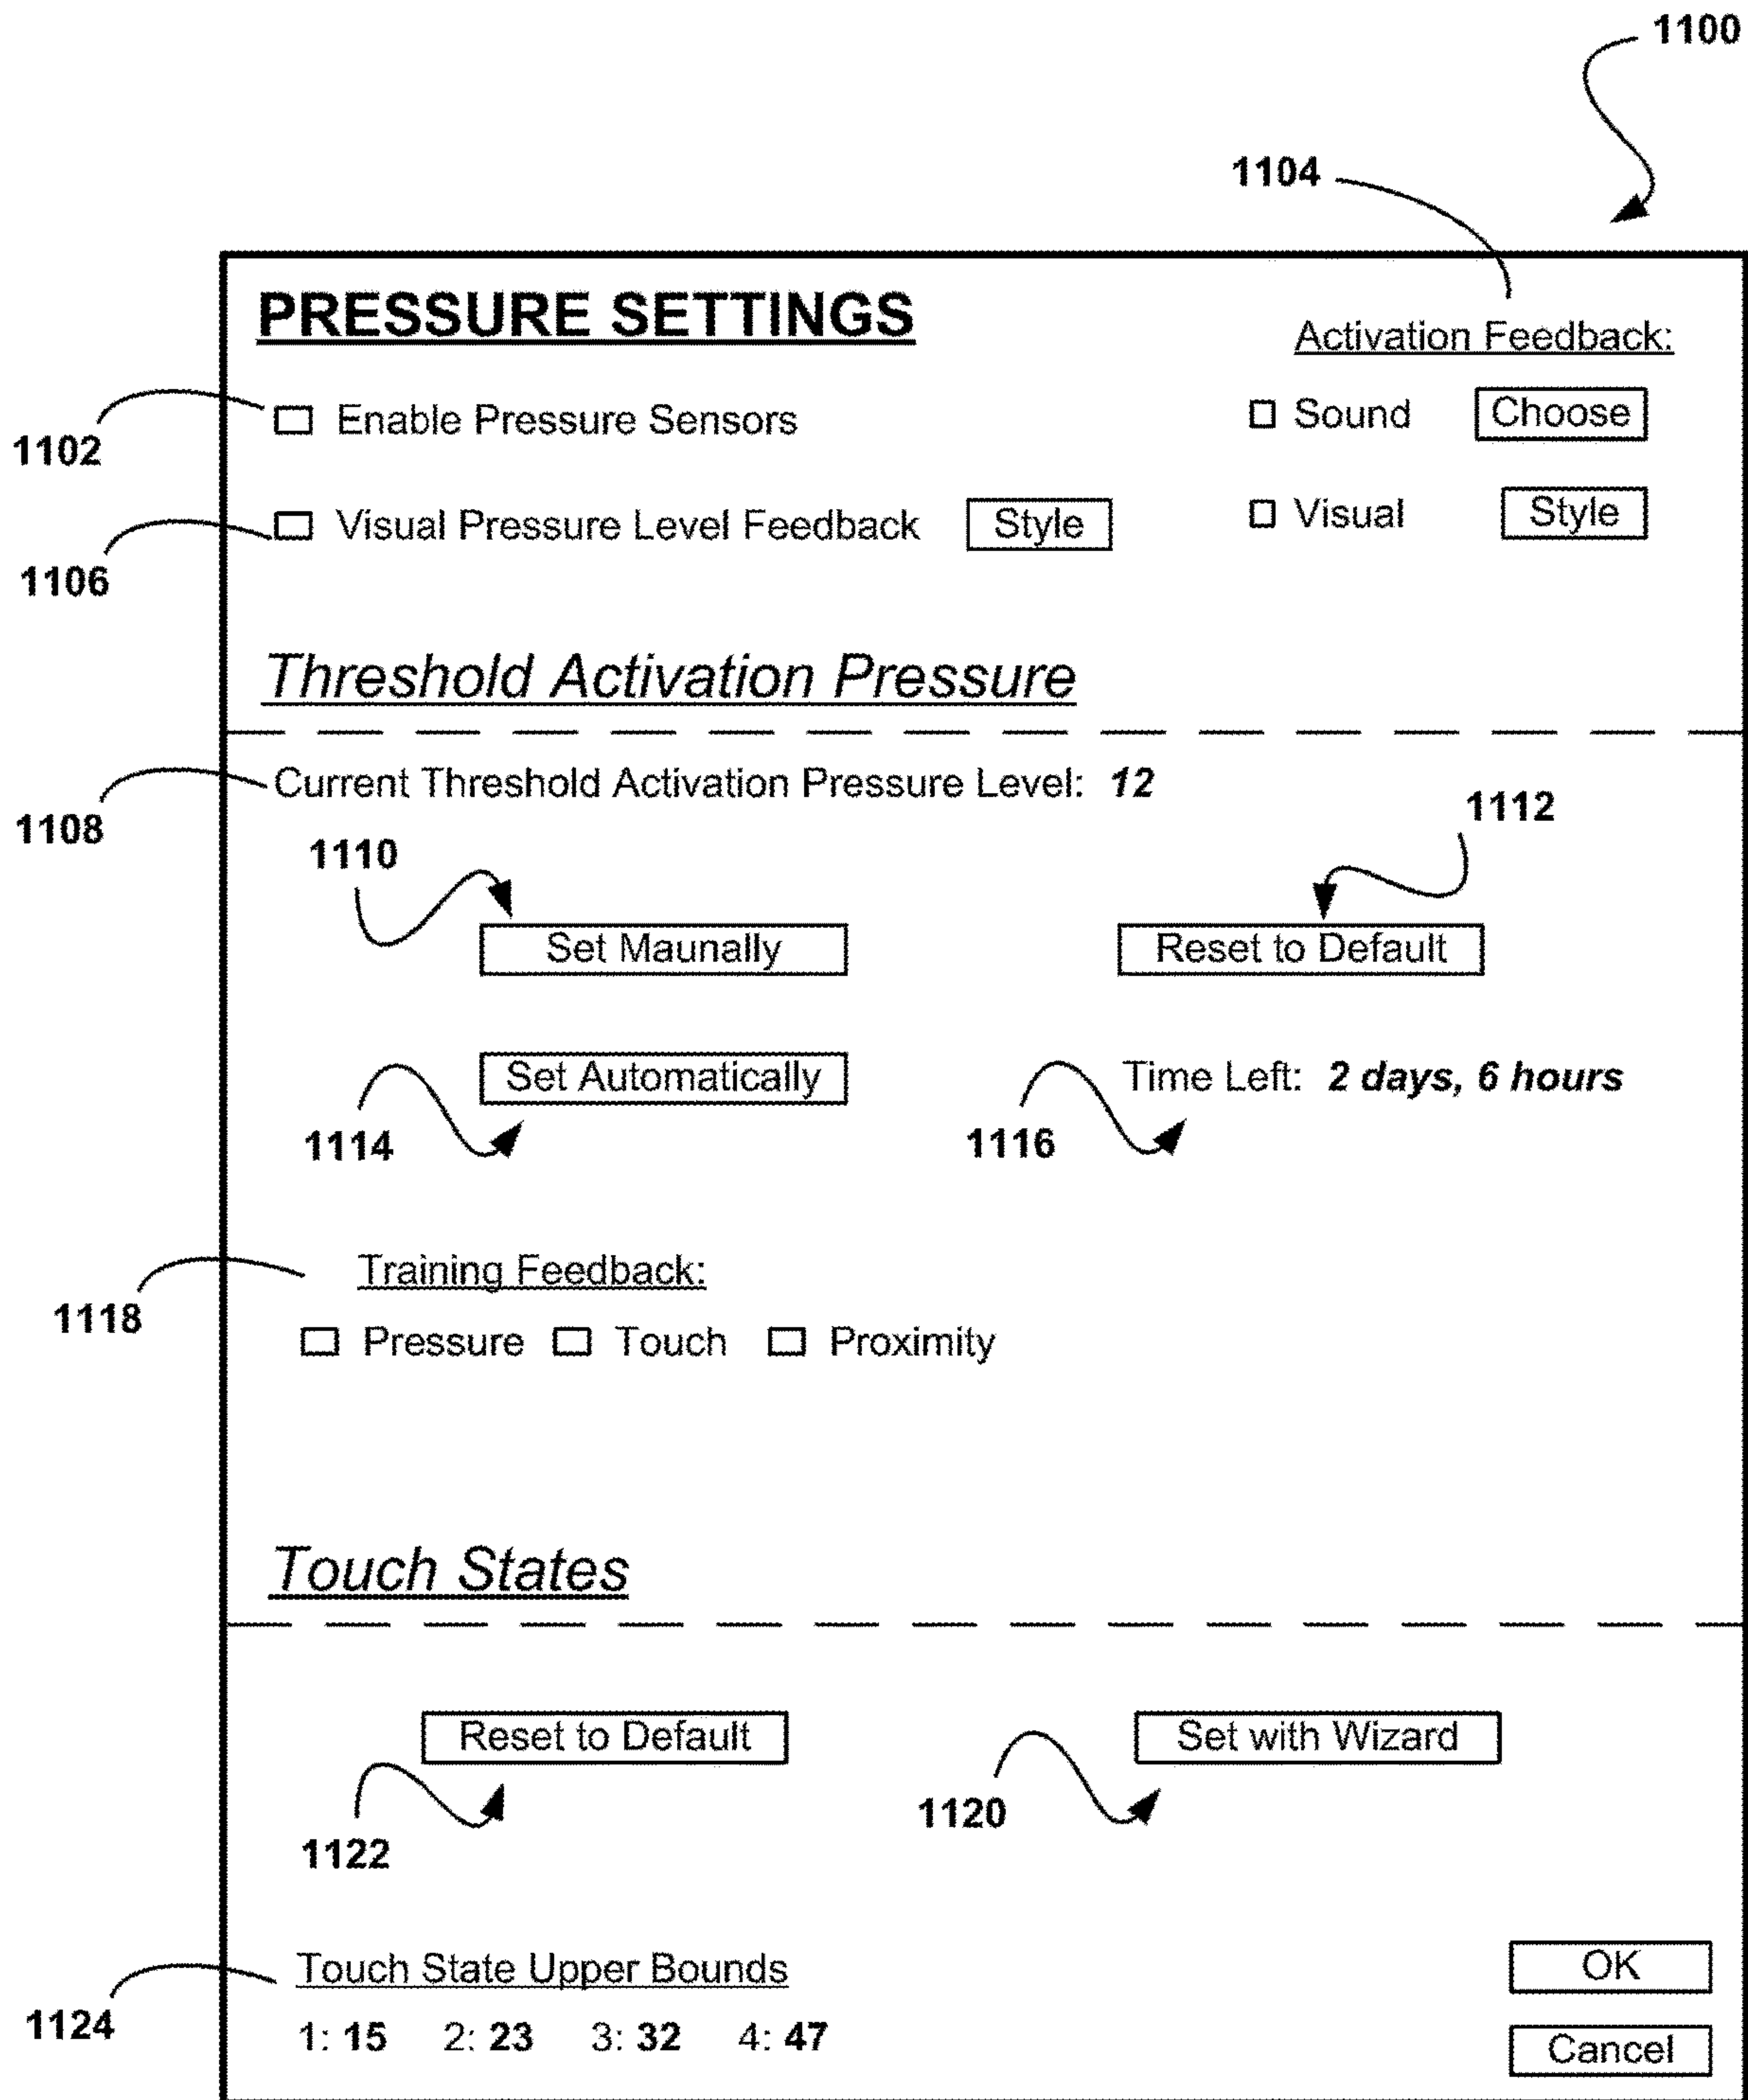 1100
1104
PRESSURE SETTINGS
Activation Feedback:
1102
Enable Pressure Sensors
Sound Choose
1106
Visual Pressure Level Feedback Style
Visual Style
Threshold Activation Pressure
1108
Current Threshold Activation Pressure Level: 12
1110
1112
Set Maunally
Reset to Default
1114
Set Automatically
1116
Time Left: 2 days, 6 hours
1118
Training Feedback:
Pressure Touch Proximity
Touch States
Reset to Default
Set with Wizard
1122
1120
1124
Touch State Upper Bounds
1: 15 2: 23 3: 32 4: 47
OK
Cancel